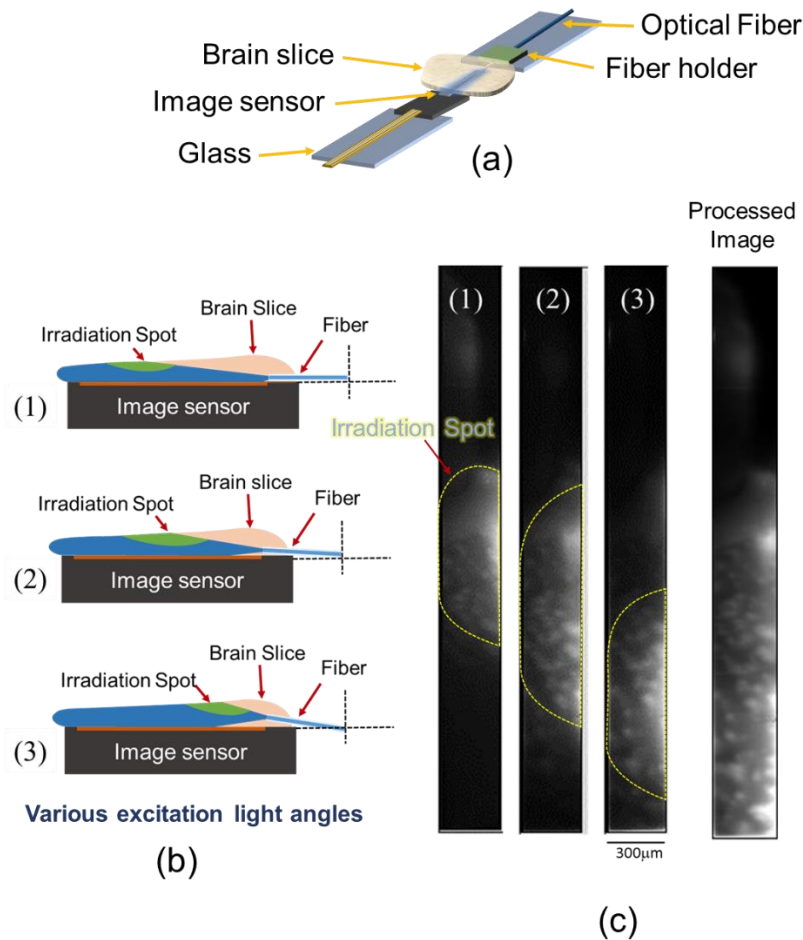 Optical Fiber
Brain slice
Fiber holder
Image sensor
Glass
(a)
Processed
Image
(1)
(2)
(3)
Brain Slice
Irradiation Spot
Fiber
Image sensor
(1)
Irradiation Spot
Brain slice
Irradiation Spot
Fiber
Image sensor
(2)
Brain Slice
Irradiation Spot
Fiber
Image sensor
(3)
Various excitation light angles
300μm
(b)
(c)